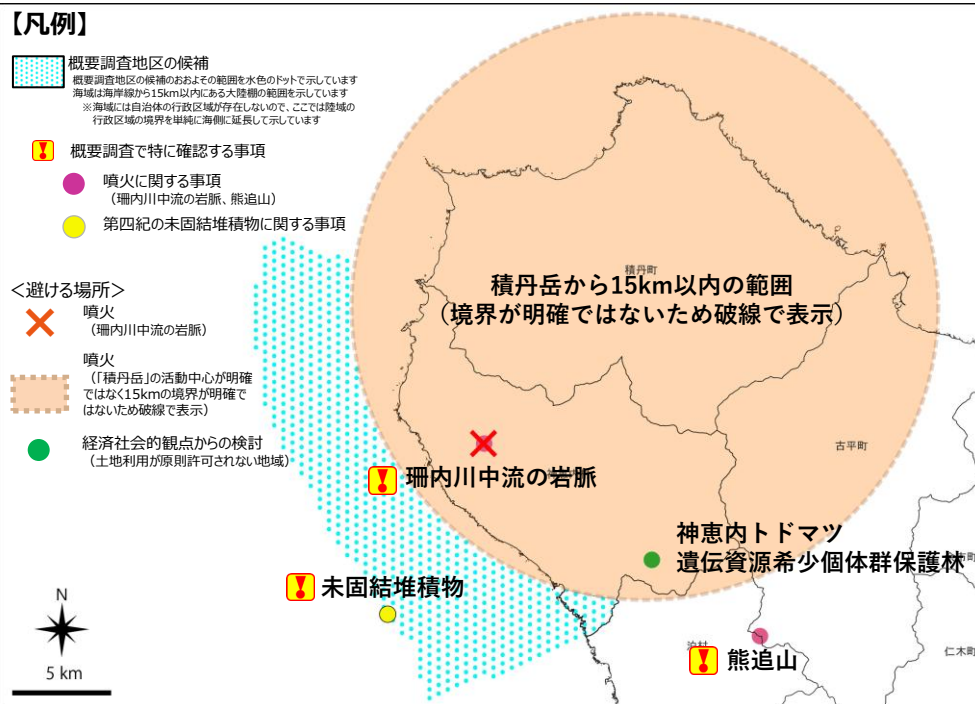 【凡例】
概要調査地区の候補
概要調査地区の候補のおおよその範囲を水色のドットで示しています
海域は海岸線から15km以内にある大陸棚の範囲を示しています
※海域には自治体の行政区域が存在しないので、ここでは陸域の
行政区域の境界を単純に海側に延長して示しています
概要調査で特に確認する事項
噴火に関する事項
（珊内川中流の岩脈、熊追山）
第四紀の未固結堆積物に関する事項
＜避ける場所＞
噴火
（珊内川中流の岩脈）
噴火
（「積丹岳」の活動中心が明確
ではなく15kmの境界が明確で
はないため破線で表示）
経済社会的観点からの検討
（土地利用が原則許可されない地域）
N
5 km
積丹町
積丹岳から15km以内の範囲
（境界が明確ではないため破線で表示）
古平町
珊内川中流の岩脈
神恵内トドマツ
遺伝資源希少個体群保護林
未固結堆積物
泊村
熊追山
仁木町